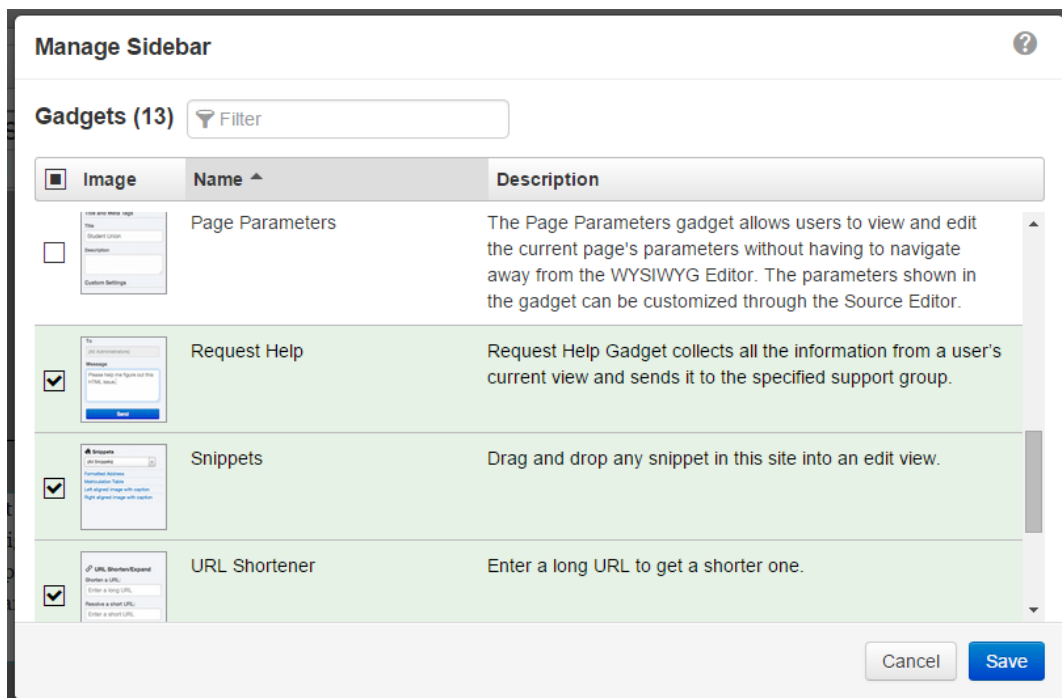 Manage Sidebar
Gadgets (13)
Filter
Image
Name
Description
Title and Meta Tags
Title
Student Union
Description
Custom Settings
Page Parameters
The Page Parameters gadget allows users to view and edit
the current page's parameters without having to navigate
away from the WYSIWYG Editor. The parameters shown in
the gadget can be customized through the Source Editor.
To
(All Administrators)
Message
Please help me figure out this
HTML issue.
Send
Request Help
Request Help Gadget collects all the information from a user's
current view and sends it to the specified support group.
Snippets
(All Snippets)
Formatted Address
Matriculation Table
Left aligned image with caption
Right aligned image with caption
Snippets
Drag and drop any snippet in this site into an edit view.
URL Shorten/Expand
Shorten a URL:
Enter a long URL
Resolve a short URL:
Enter a short URL
URL Shortener
Enter a long URL to get a shorter one.
Cancel
Save